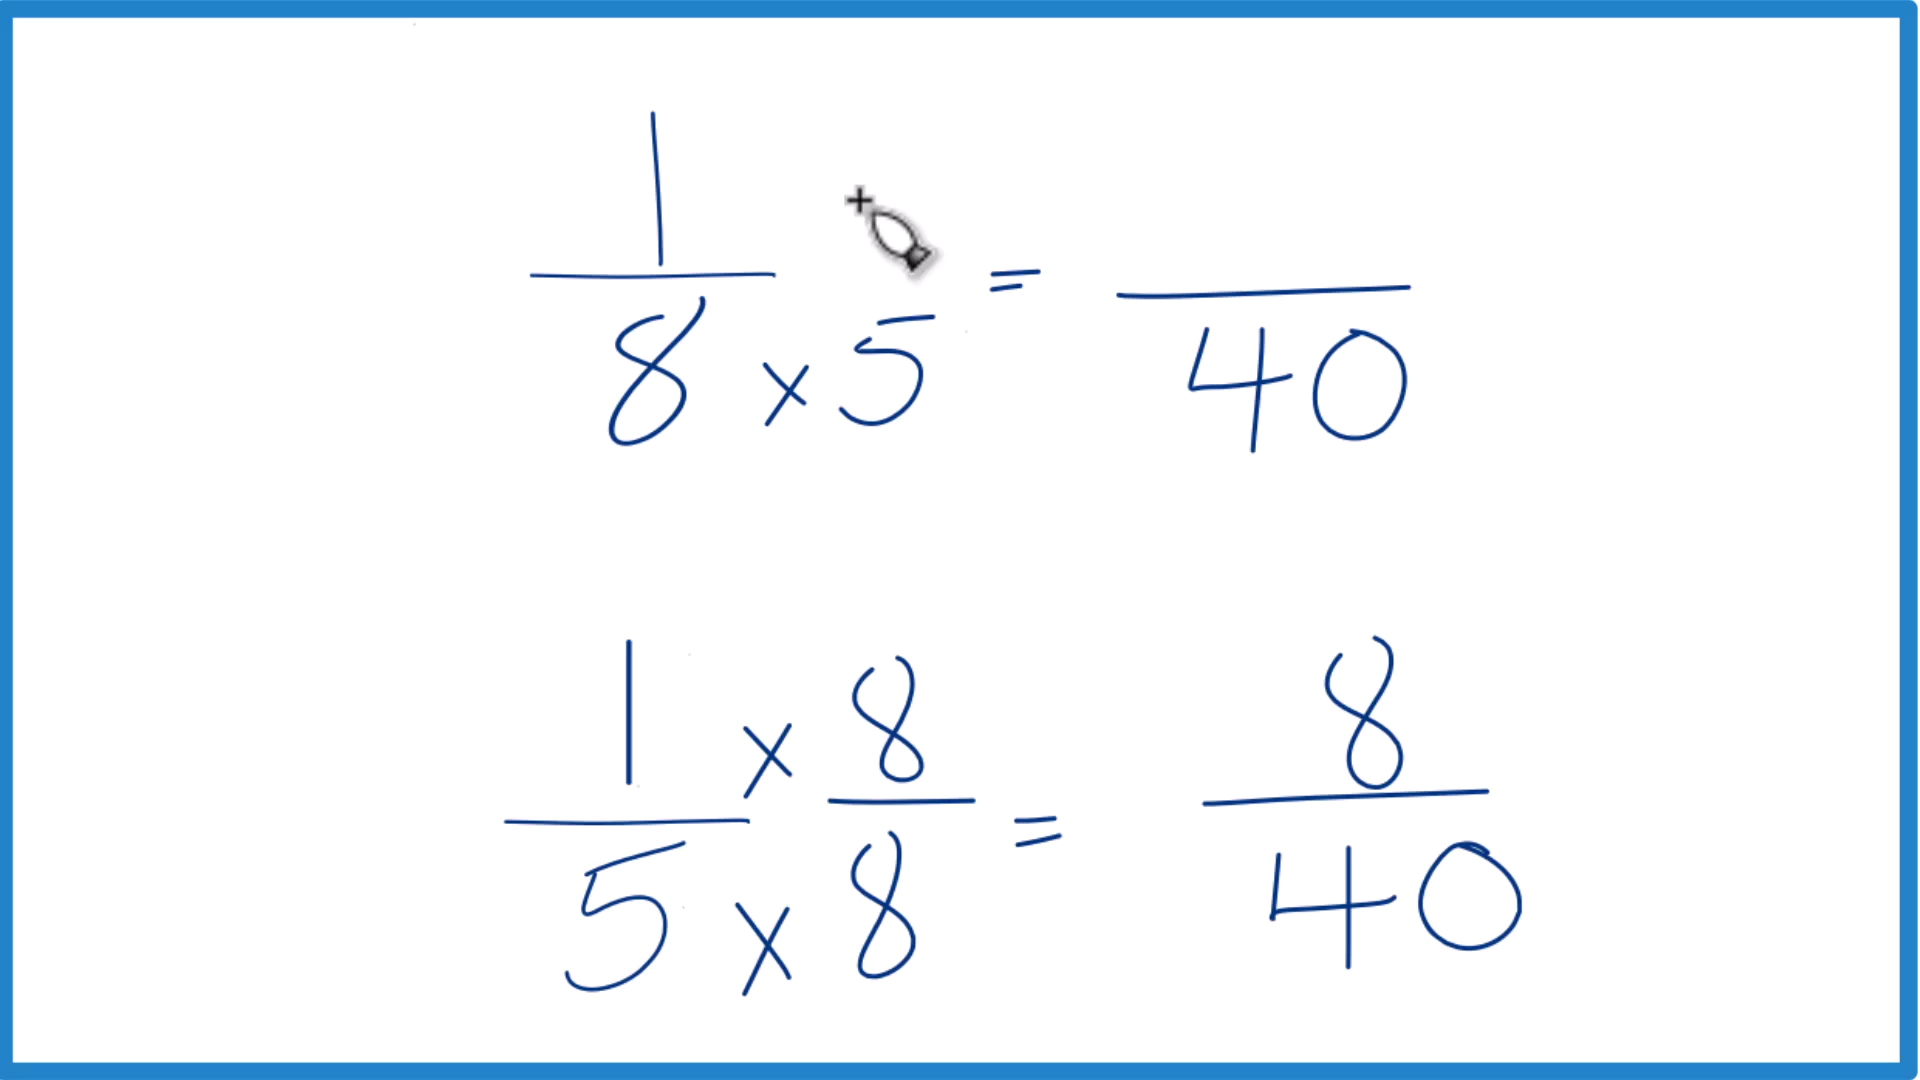 1
8 × 5 = 40
1 × 8 = 8
5 × 8 40